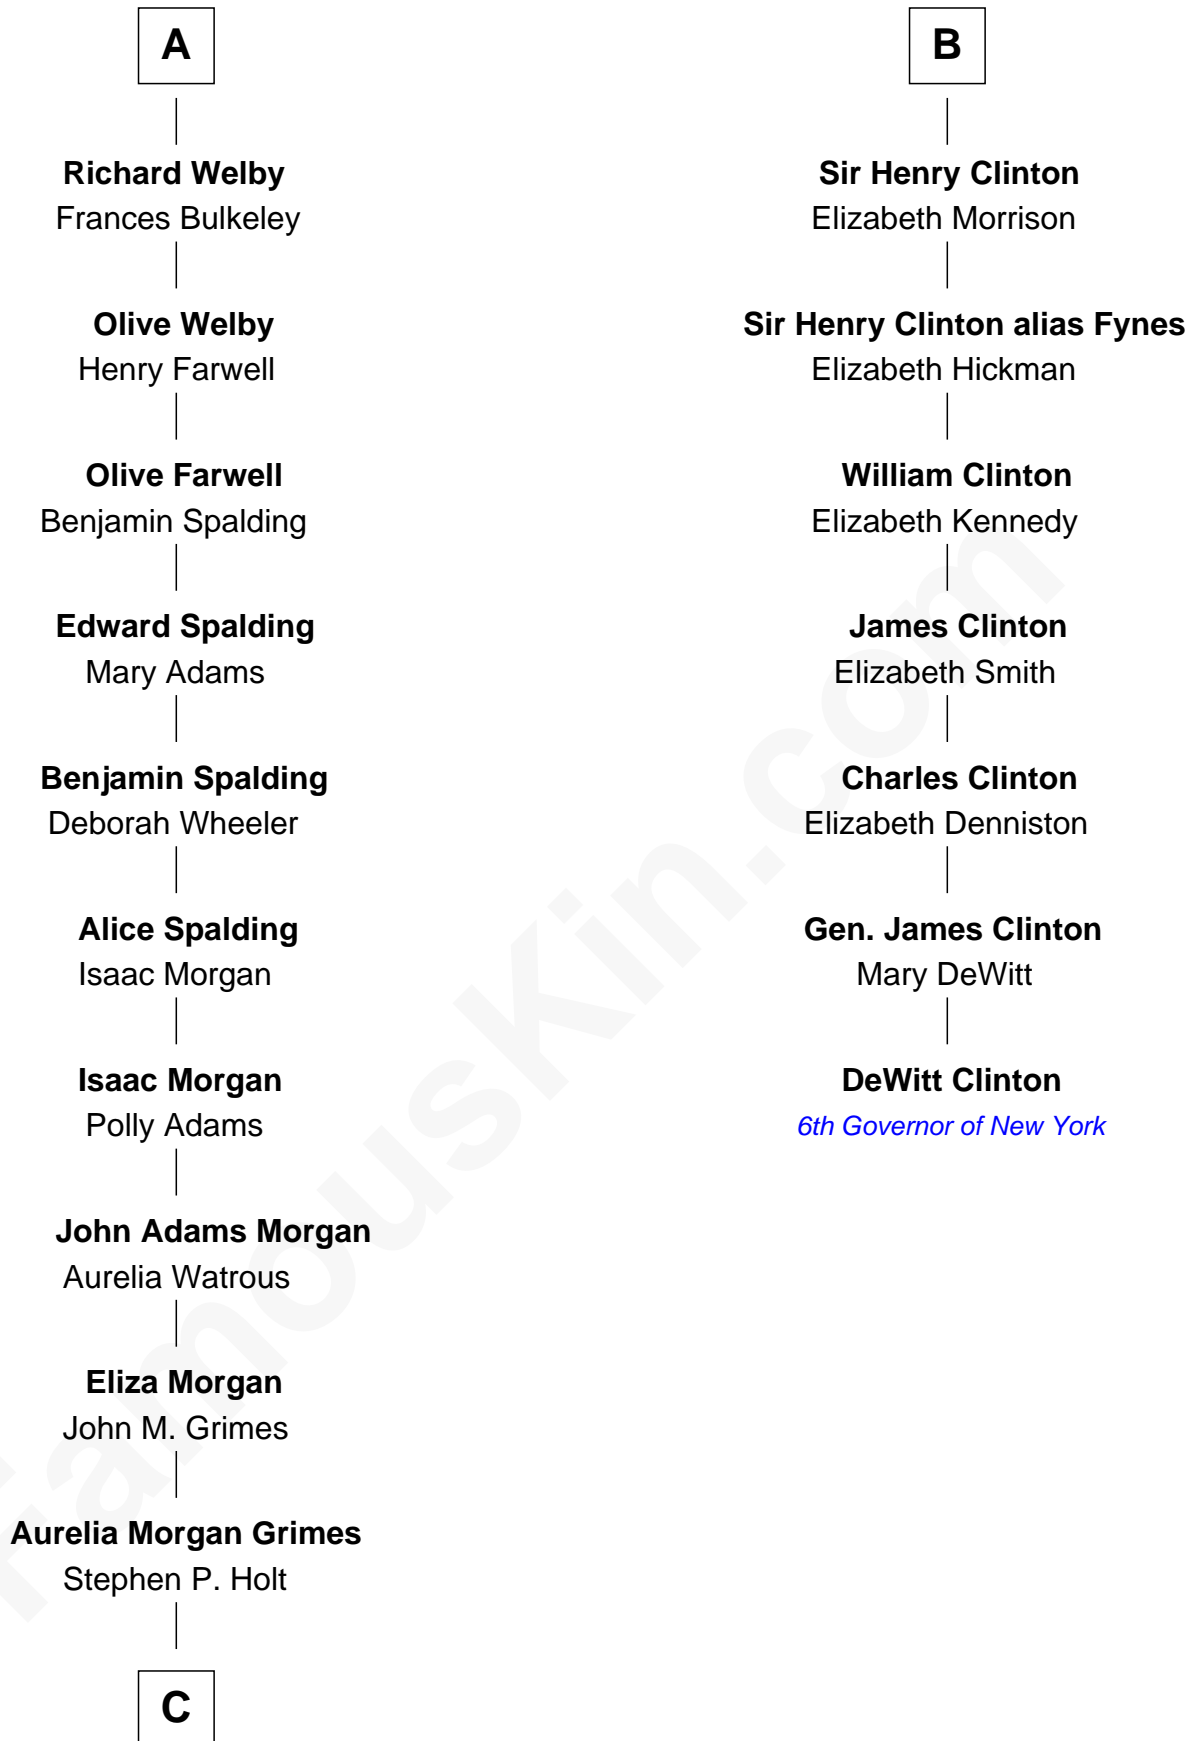 A
Richard Welby
Frances Bulkeley
Olive Welby
Henry Farwell
Olive Farwell
Benjamin Spalding
Edward Spalding
Mary Adams
Benjamin Spalding
Deborah Wheeler
Alice Spalding
Isaac Morgan
Isaac Morgan
Polly Adams
John Adams Morgan
Aurelia Watrous
Eliza Morgan
John M. Grimes
Aurelia Morgan Grimes
Stephen P. Holt
C
B
Sir Henry Clinton
Elizabeth Morrison
Sir Henry Clinton alias Fynes
Elizabeth Hickman
William Clinton
Elizabeth Kennedy
James Clinton
Elizabeth Smith
Charles Clinton
Elizabeth Denniston
Gen. James Clinton
Mary DeWitt
DeWitt Clinton
6th Governor of New York
FamousKin.com